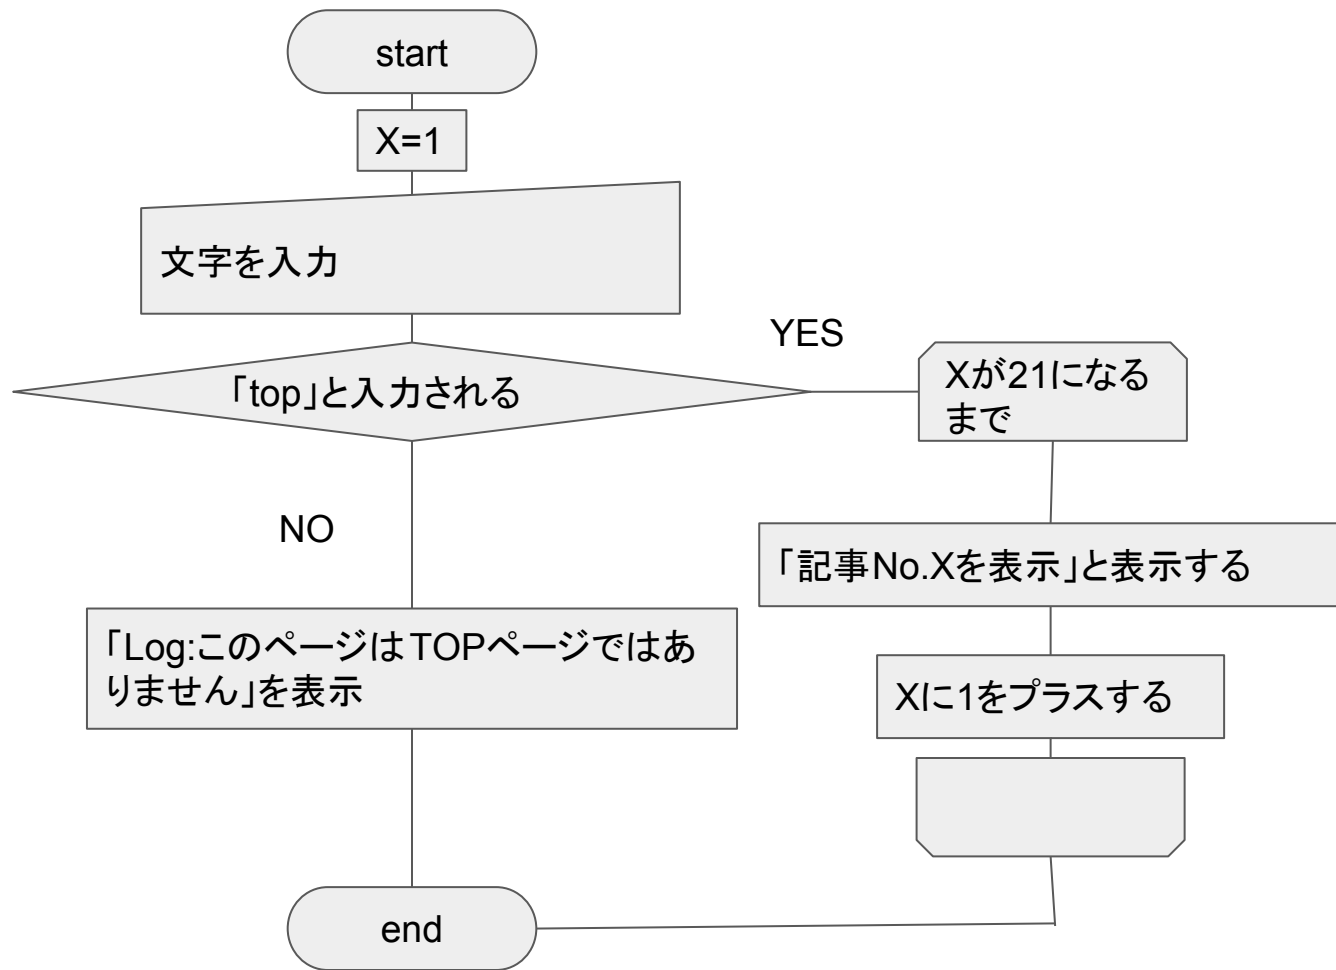 start
X=1
文字を入力
「top」と入力される
YES
Xが21になる
まで
NO
「記事No.Xを表示」と表示する
「Log:このページはTOPページではあ
りません」を表示
Xに1をプラスする
end